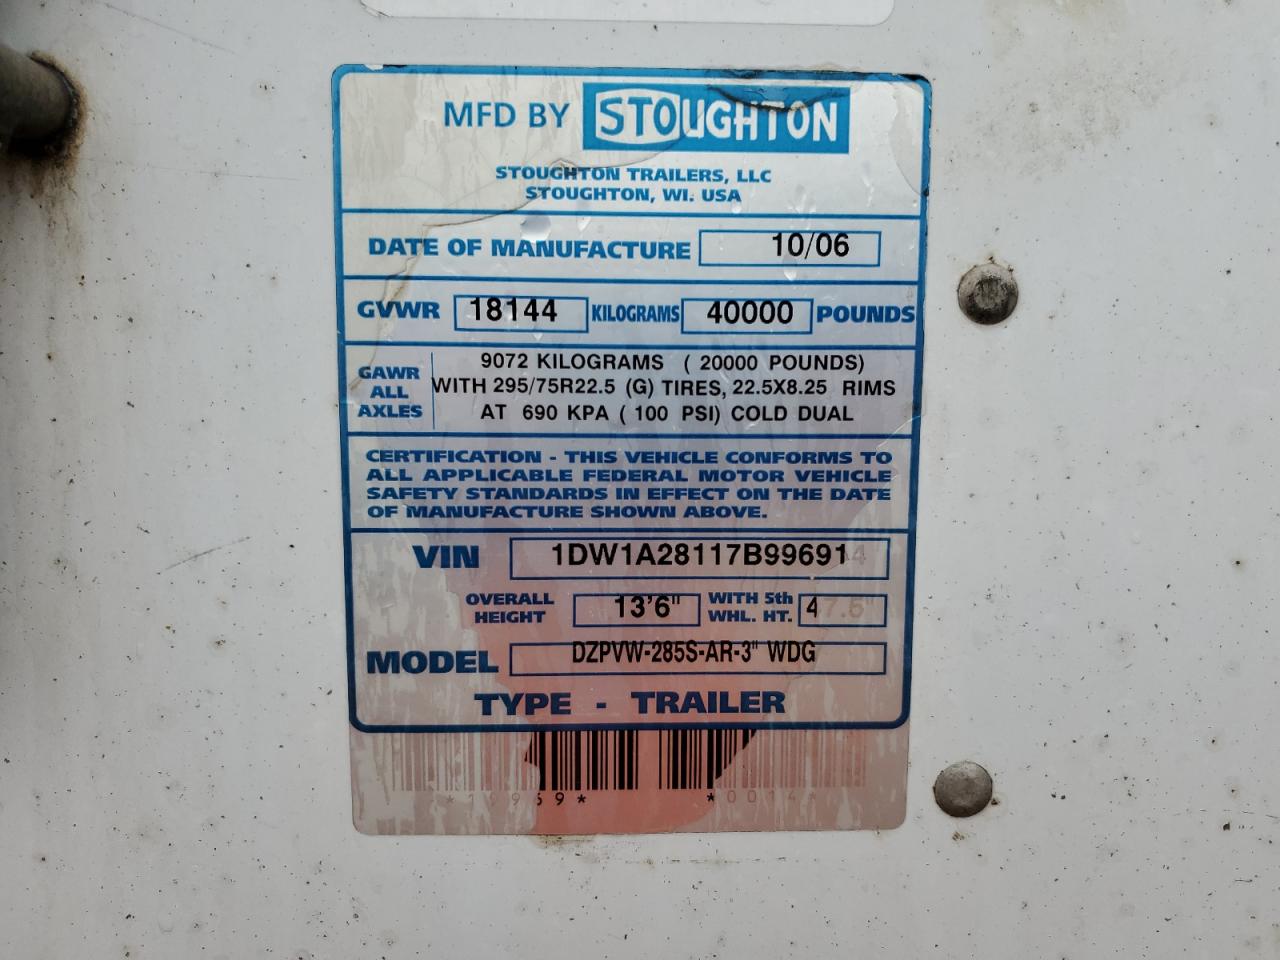 MFD BY STOUGHTON
STOUGHTON TRAILERS, LLC
STOUGHTON, WI. USA
DATE OF MANUFACTURE 10/06
GVWR 18144 KILOGRAMS 40000 POUNDS
GAWR ALL AXLES
9072 KILOGRAMS ( 20000 POUNDS)
WITH 295/75R22.5 (G) TIRES, 22.5X8.25 RIMS
AT 690 KPA ( 100 PSI) COLD DUAL
CERTIFICATION - THIS VEHICLE CONFORMS TO
ALL APPLICABLE FEDERAL MOTOR VEHICLE
SAFETY STANDARDS IN EFFECT ON THE DATE
OF MANUFACTURE SHOWN ABOVE.
VIN 1DW1A28117B996914
OVERALL HEIGHT 13'6" WITH 5th WHL. HT. 47.5"
MODEL DZPVW-285S-AR-3" WDG
TYPE - TRAILER
*0014*